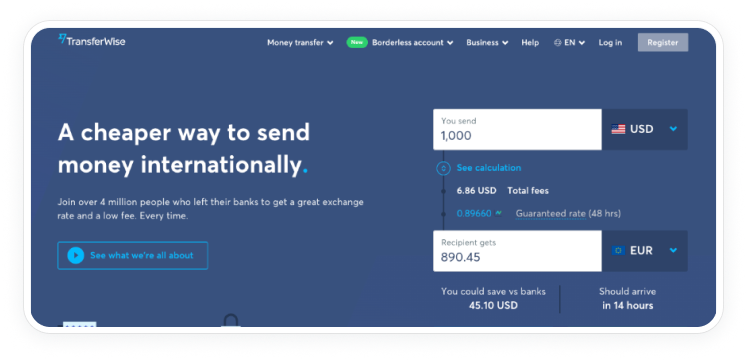 TransferWise
Money transfer New Borderless account Business Help EN Log in Register
A cheaper way to send
money internationally.
Join over 4 million people who left their banks to get a great exchange
rate and a low fee. Every time.
See what we're all about
You send
1,000
USD
See calculation
6.86 USD Total fees
0.89660 Guaranteed rate (48 hrs)
Recipient gets
890.45
EUR
You could save vs banks
45.10 USD
Should arrive
in 14 hours